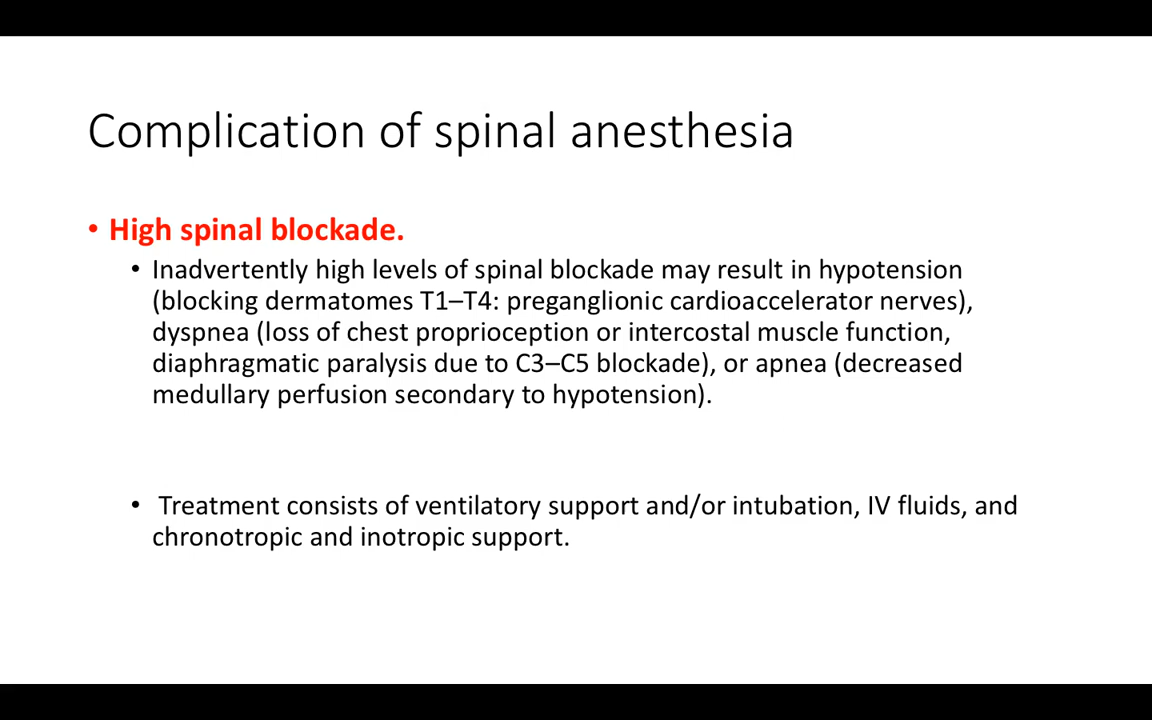 Complication of spinal anesthesia
• High spinal blockade.
• Inadvertently high levels of spinal blockade may result in hypotension
(blocking dermatomes T1–T4: preganglionic cardioaccelerator nerves),
dyspnea (loss of chest proprioception or intercostal muscle function,
diaphragmatic paralysis due to C3–C5 blockade), or apnea (decreased
medullary perfusion secondary to hypotension).
• Treatment consists of ventilatory support and/or intubation, IV fluids, and
chronotropic and inotropic support.